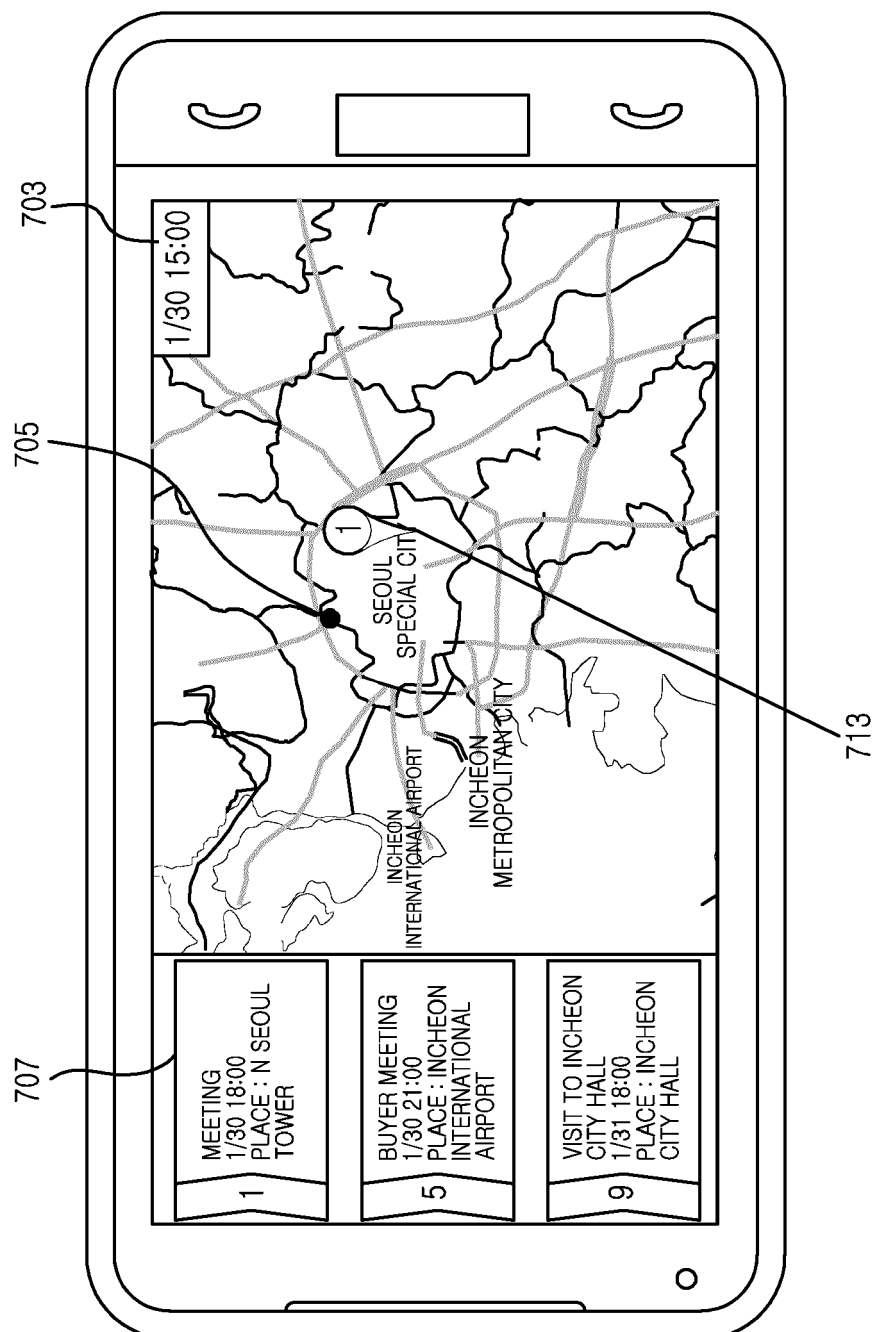 707
705
703
1
MEETING
1/30 18:00
PLACE : N SEOUL
TOWER
5
BUYER MEETING
1/30 21:00
PLACE : INCHEON
INTERNATIONAL
AIRPORT
9
VISIT TO INCHEON
CITY HALL
1/31 18:00
PLACE : INCHEON
CITY HALL
1/30 15:00
1
SEOUL
SPECIAL CITY
INCHEON
INTERNATIONAL AIRPORT
INCHEON
METROPOLITAN CITY
713